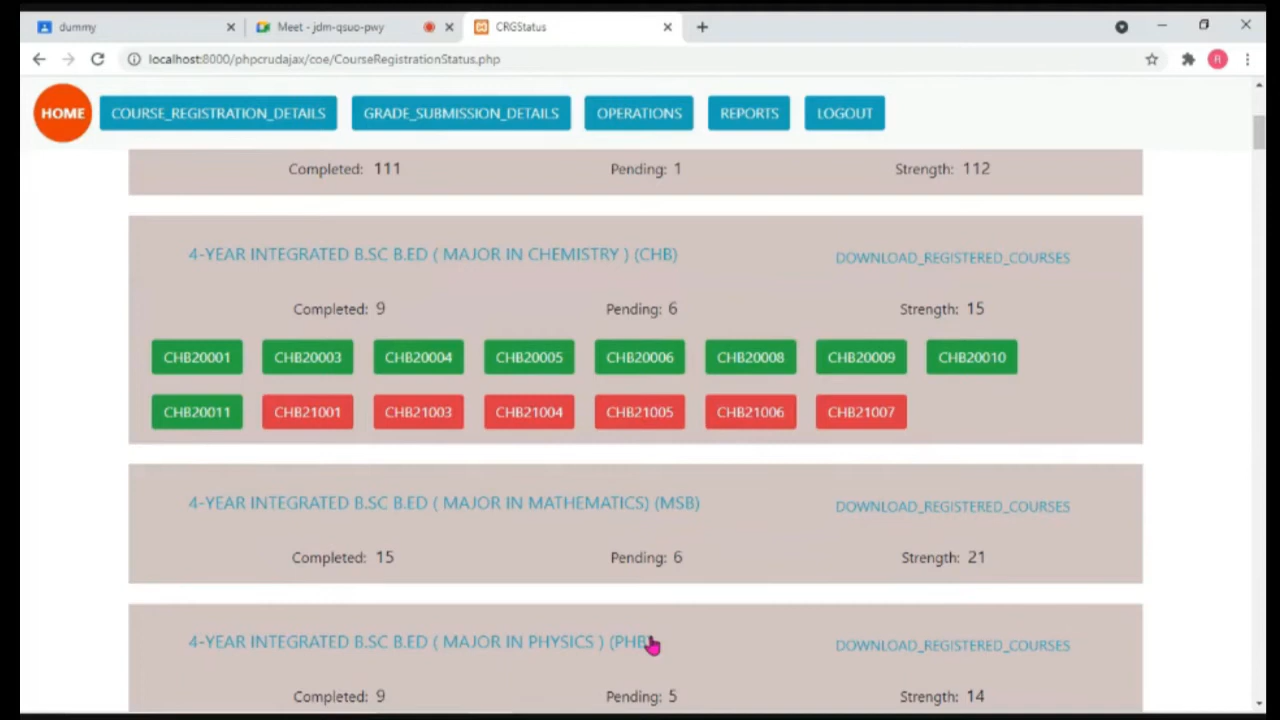 dummy
Meet - jdm-qsuo-pwy
CRGStatus
localhost:8000/phpcrudajax/coe/CourseRegistrationStatus.php
R
HOME COURSE_REGISTRATION_DETAILS GRADE_SUBMISSION_DETAILS OPERATIONS REPORTS LOGOUT
Completed: 111 Pending: 1 Strength: 112
4-YEAR INTEGRATED B.SC B.ED ( MAJOR IN CHEMISTRY ) (CHB) DOWNLOAD_REGISTERED_COURSES
Completed: 9 Pending: 6 Strength: 15
CHB20001 CHB20003 CHB20004 CHB20005 CHB20006 CHB20008 CHB20009 CHB20010
CHB20011 CHB21001 CHB21003 CHB21004 CHB21005 CHB21006 CHB21007
4-YEAR INTEGRATED B.SC B.ED ( MAJOR IN MATHEMATICS) (MSB) DOWNLOAD_REGISTERED_COURSES
Completed: 15 Pending: 6 Strength: 21
4-YEAR INTEGRATED B.SC B.ED ( MAJOR IN PHYSICS ) (PHB) DOWNLOAD_REGISTERED_COURSES
Completed: 9 Pending: 5 Strength: 14